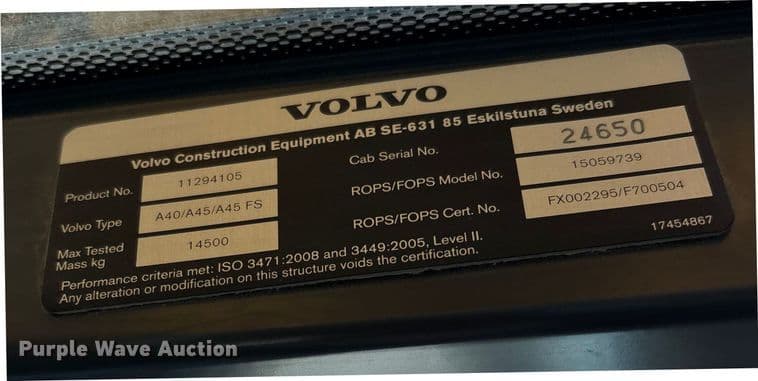 VOLVO
Volvo Construction Equipment AB SE-631 85 Eskilstuna Sweden
Product No. 11294105
Volvo Type A40/A45/A45 FS
Max Tested
Mass kg 14500
Cab Serial No. 24650
ROPS/FOPS Model No. 15059739
ROPS/FOPS Cert. No. FX002295/F700504
Performance criteria met: ISO 3471:2008 and 3449:2005, Level II.
Any alteration or modification on this structure voids the certification.
17454867
Purple Wave Auction